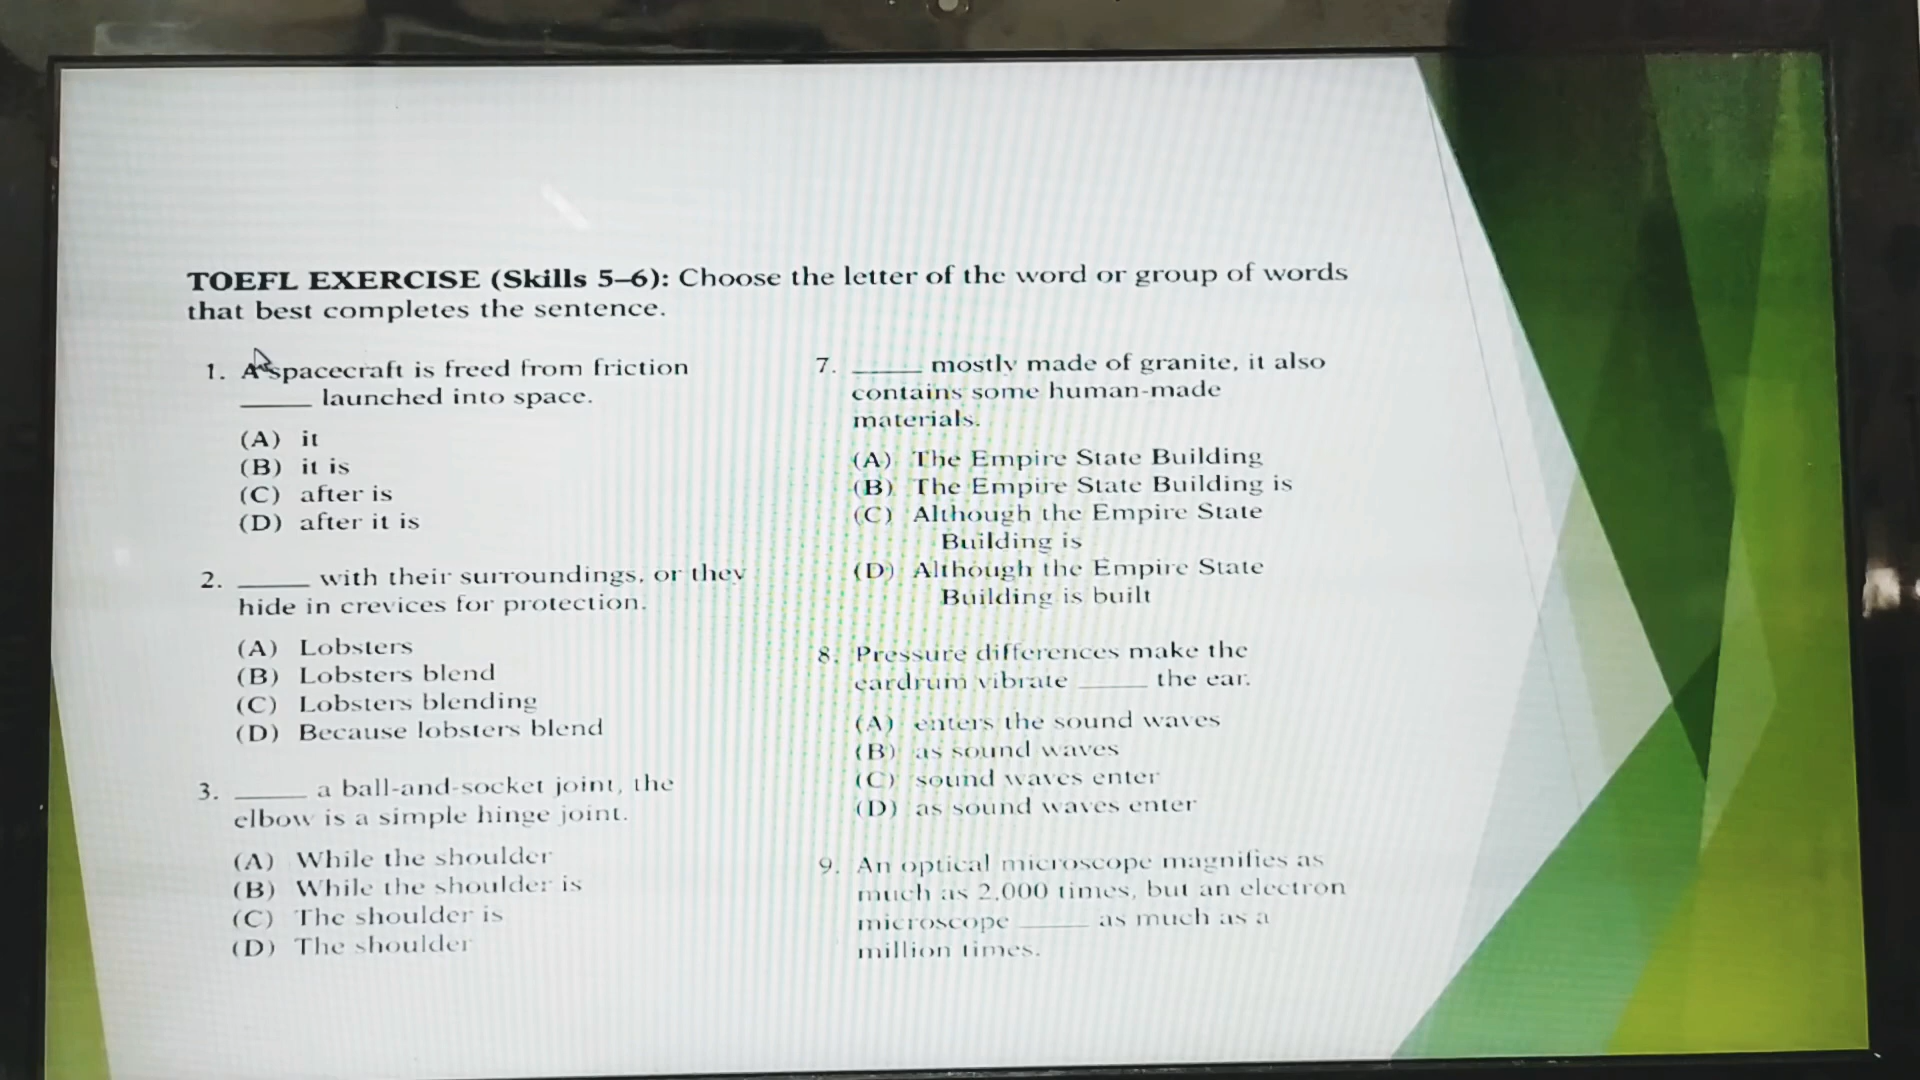 TOEFL EXERCISE (Skills 5–6): Choose the letter of the word or group of words
that best completes the sentence.
1. A spacecraft is freed from friction
_____ launched into space.
(A) it
(B) it is
(C) after is
(D) after it is
2. _____ with their surroundings, or they
hide in crevices for protection.
(A) Lobsters
(B) Lobsters blend
(C) Lobsters blending
(D) Because lobsters blend
3. _____ a ball-and-socket joint, the
elbow is a simple hinge joint.
(A) While the shoulder
(B) While the shoulder is
(C) The shoulder is
(D) The shoulder
7. _____ mostly made of granite, it also
contains some human-made
materials.
(A) The Empire State Building
(B) The Empire State Building is
(C) Although the Empire State
Building is
(D) Although the Empire State
Building is built
8. Pressure differences make the
eardrum vibrate _____ the ear.
(A) enters the sound waves
(B) as sound waves
(C) sound waves enter
(D) as sound waves enter
9. An optical microscope magnifies as
much as 2,000 times, but an electron
microscope _____ as much as a
million times.